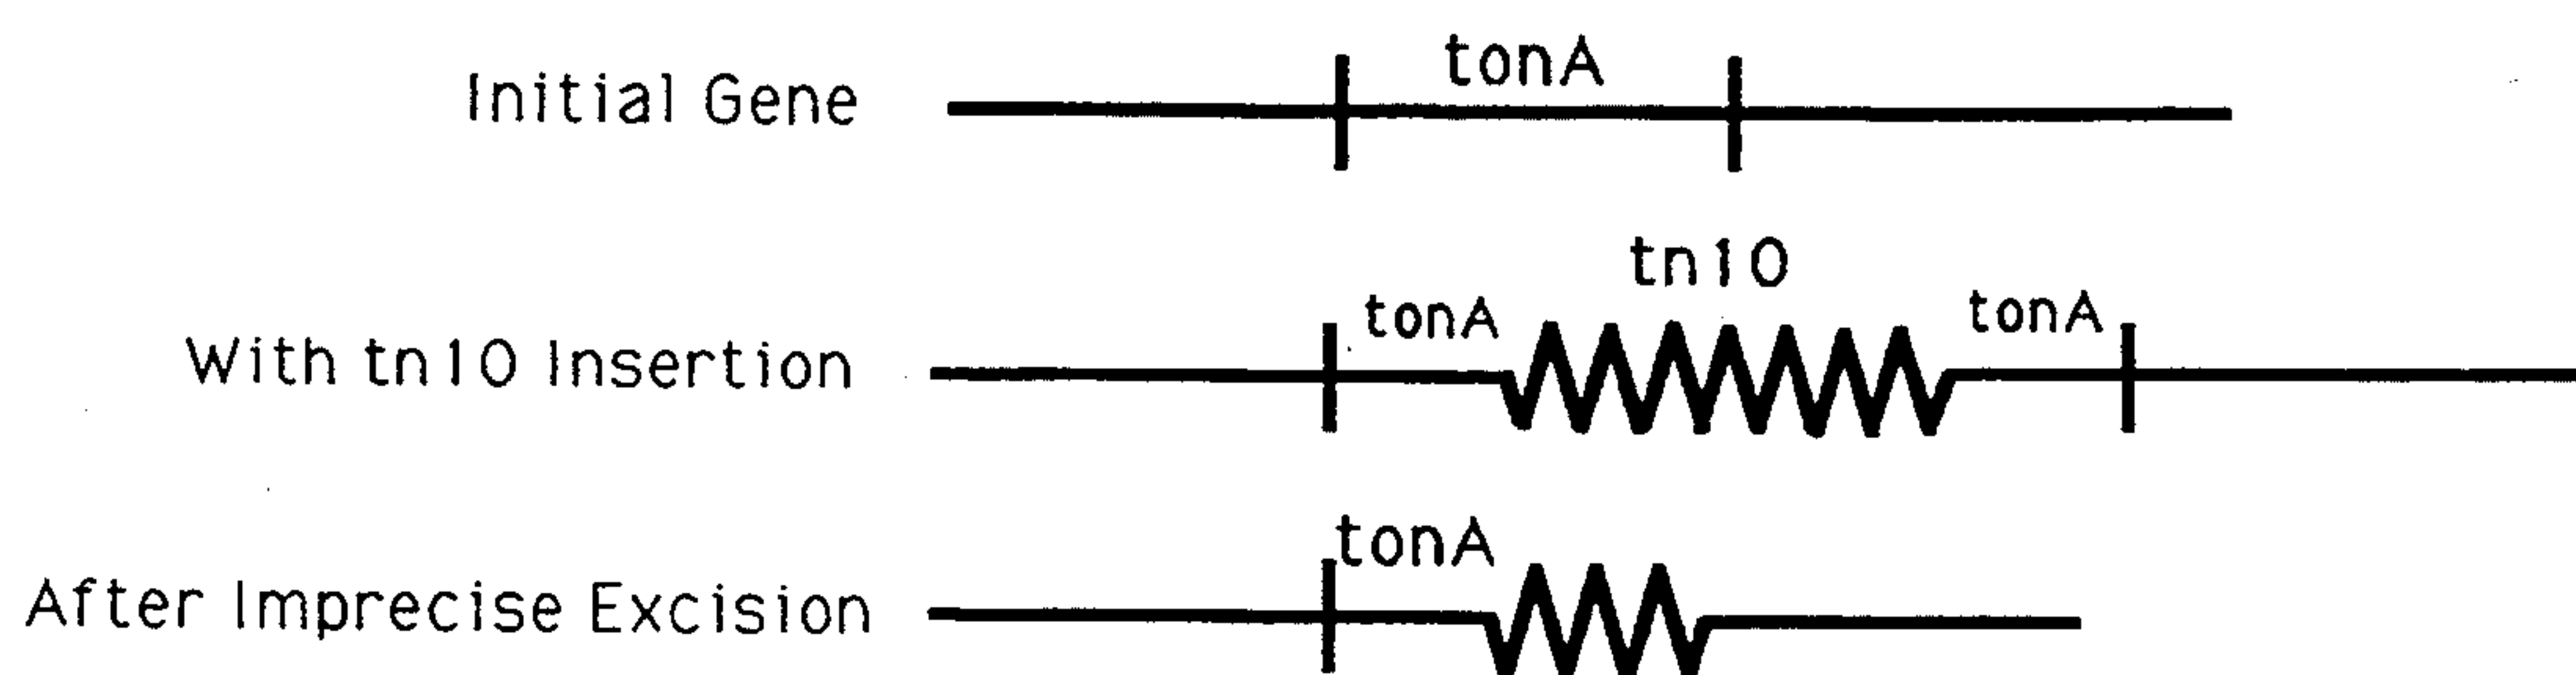 tonA
Initial Gene
tn10
tonA tonA
With tn10 Insertion
tonA
After Imprecise Excision